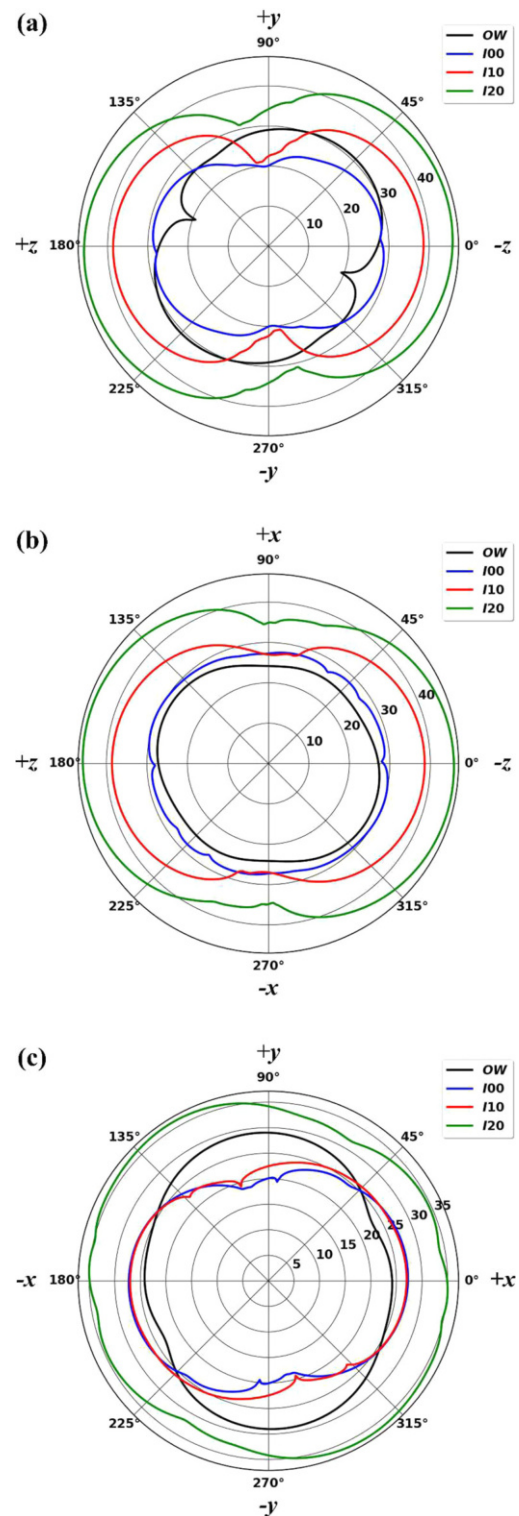 (a)
+y
90°
OW
I00
I10
I20
135°
45°
40
30
20
10
+z 180°
0° -z
225°
315°
270°
-y
(b)
+x
90°
OW
I00
I10
I20
135°
45°
40
30
20
10
+z 180°
0° -z
225°
315°
270°
-x
(c)
+y
90°
OW
I00
I10
I20
135°
45°
35
30
25
20
15
10
5
-x 180°
0° +x
225°
315°
270°
-y